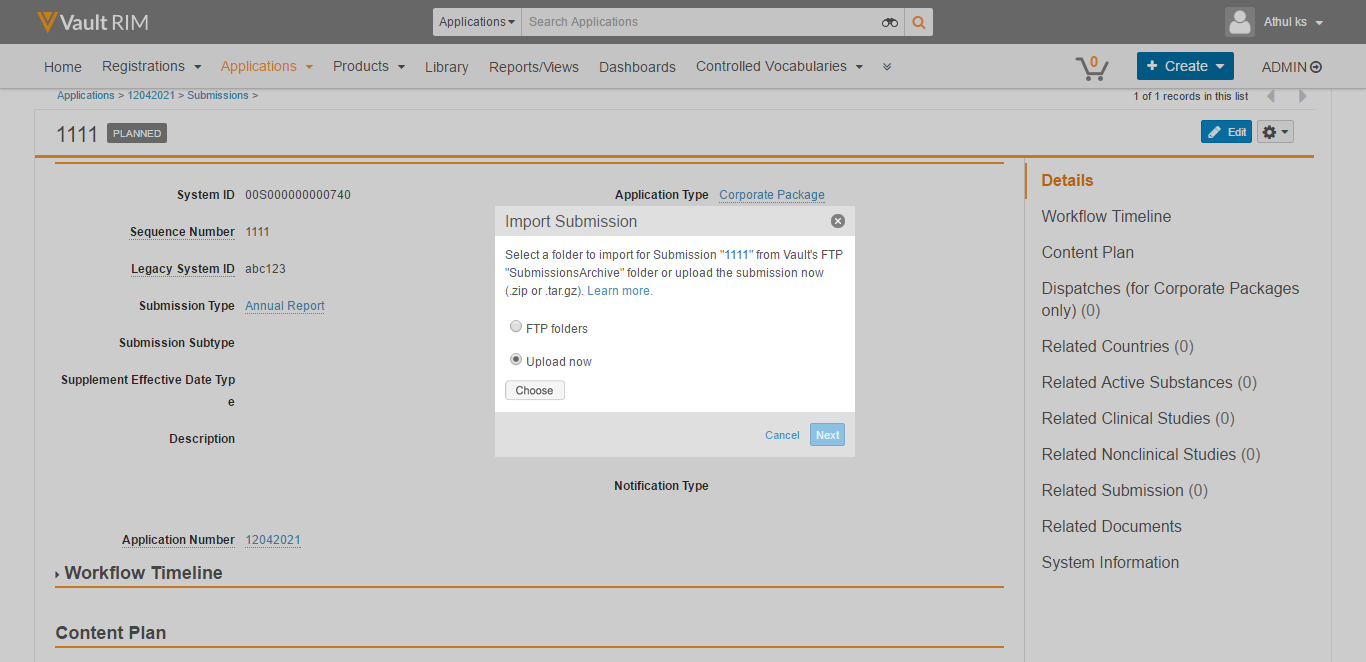 Vault RIM
Applications
Search Applications
Athul ks
Home
Registrations
Applications
Products
Library
Reports/Views
Dashboards
Controlled Vocabularies
0
+ Create
ADMIN
Applications > 12042021 > Submissions >
1 of 1 records in this list
1111 PLANNED
Edit
System ID 00S000000000740
Application Type Corporate Package
Sequence Number 1111
Legacy System ID abc123
Submission Type Annual Report
Submission Subtype
Supplement Effective Date Typ
e
Description
Notification Type
Application Number 12042021
Workflow Timeline
Content Plan
Import Submission
Select a folder to import for Submission "1111" from Vault's FTP
"SubmissionsArchive" folder or upload the submission now
(.zip or .tar.gz). Learn more.
FTP folders
Upload now
Choose
Cancel
Next
Details
Workflow Timeline
Content Plan
Dispatches (for Corporate Packages
only) (0)
Related Countries (0)
Related Active Substances (0)
Related Clinical Studies (0)
Related Nonclinical Studies (0)
Related Submission (0)
Related Documents
System Information